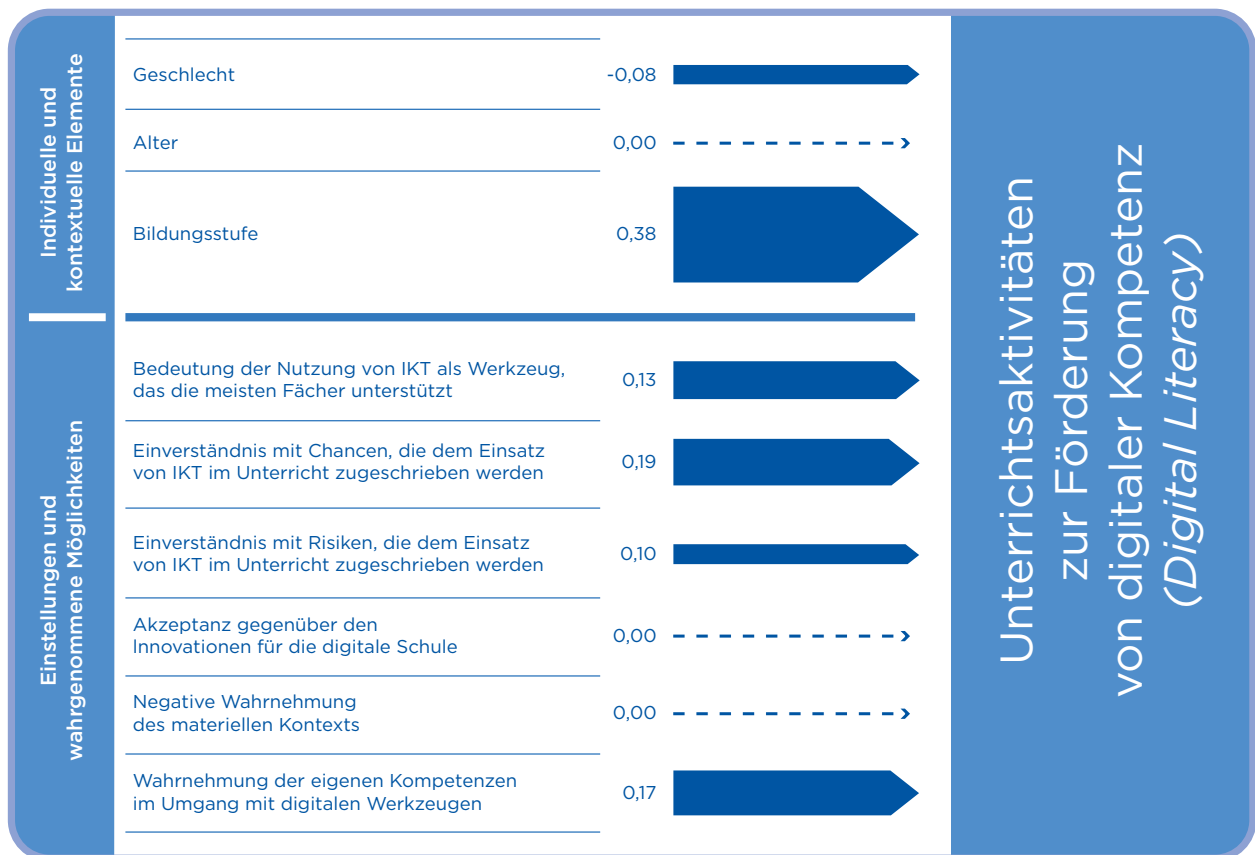 Individuelle und
kontextuelle Elemente
Geschlecht
-0,08
Alter
0,00
Bildungsstufe
0,38
Einstellungen und
wahrgenommene Möglichkeiten
Bedeutung der Nutzung von IKT als Werkzeug,
das die meisten Fächer unterstützt
0,13
Einverständnis mit Chancen, die dem Einsatz
von IKT im Unterricht zugeschrieben werden
0,19
Einverständnis mit Risiken, die dem Einsatz
von IKT im Unterricht zugeschrieben werden
0,10
Akzeptanz gegenüber den
Innovationen für die digitale Schule
0,00
Negative Wahrnehmung
des materiellen Kontexts
0,00
Wahrnehmung der eigenen Kompetenzen
im Umgang mit digitalen Werkzeugen
0,17
Unterrichtsaktivitäten
zur Förderung
von digitaler Kompetenz
(Digital Literacy)